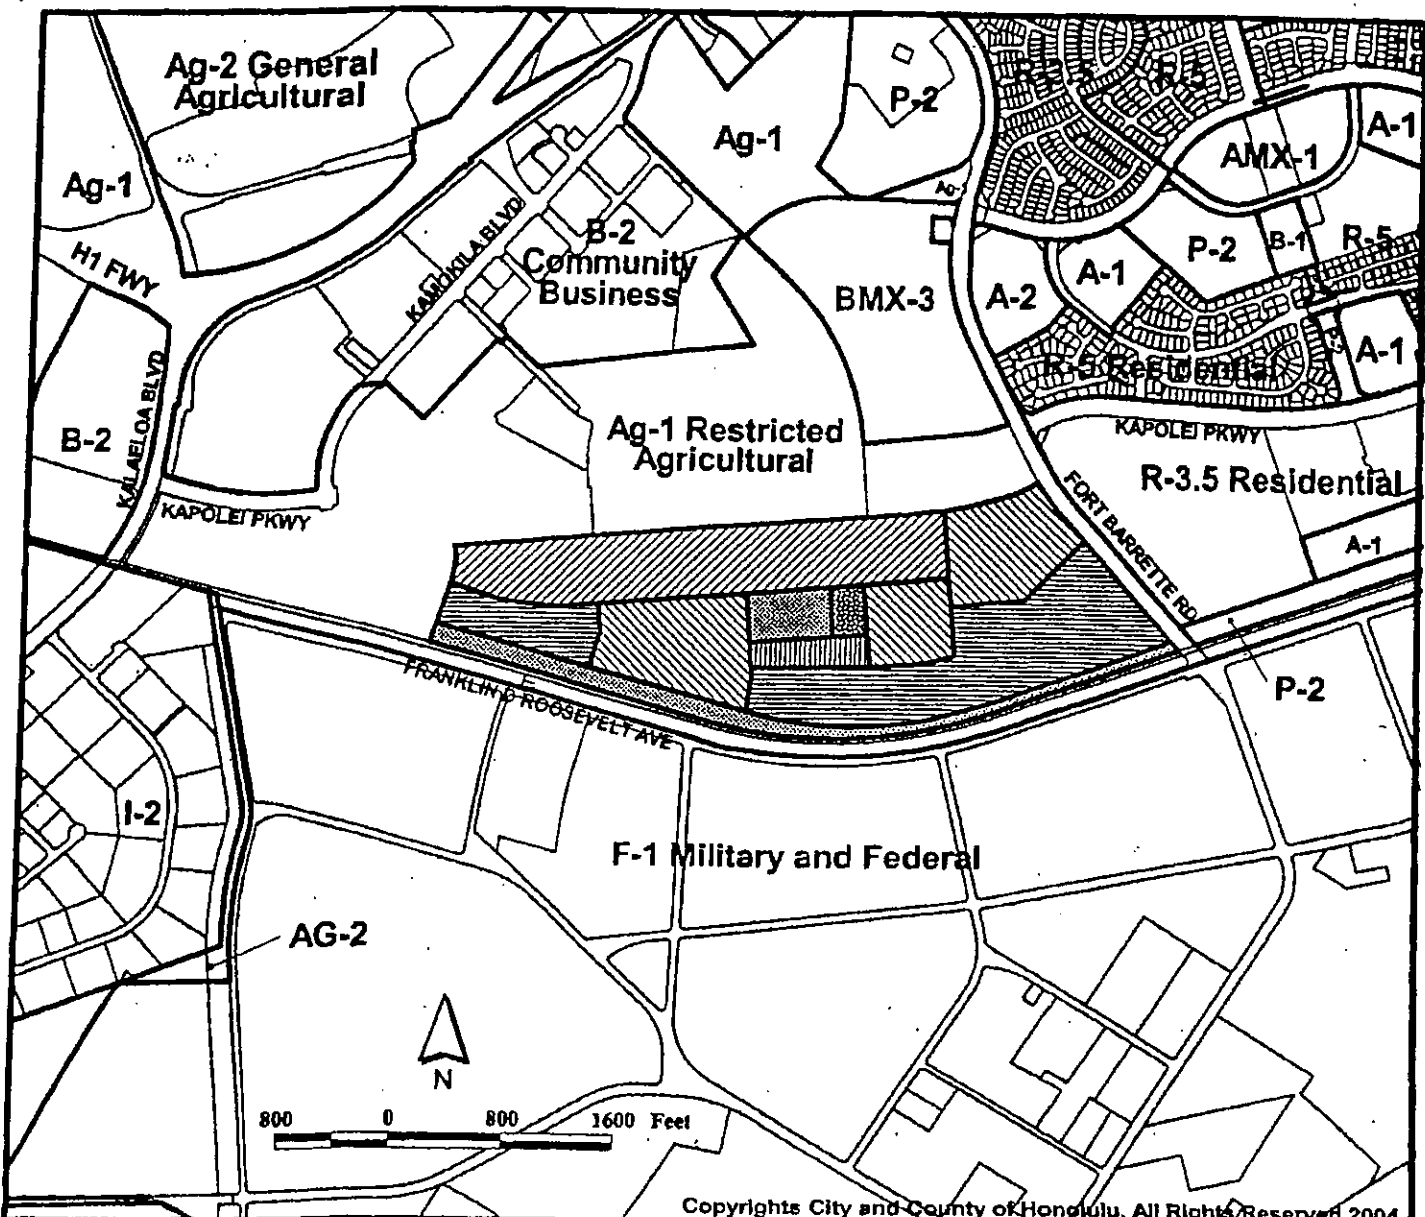 Ag-2 General
Agricultural
P-2
R-3.5
R-5
Ag-1
A-1
AMX-1
Ag-1
KAMOKILA BLVD
B-2
Community
Business
P-2
B-1
R-5
H1 FWY
A-1
BMX-3
A-2
A-1
R-5 Residential
KALAELOA BLVD
B-2
Ag-1 Restricted
Agricultural
KAPOLEI PKWY
R-3.5 Residential
KAPOLEI PKWY
FORT BARRETTE RD
A-1
FRANKLIN D ROOSEVELT AVE
P-2
I-2
F-1 Military and Federal
AG-2
N
800 0 800 1600 Feet
Copyrights City and County of Honolulu, All Rights Reserved 2004